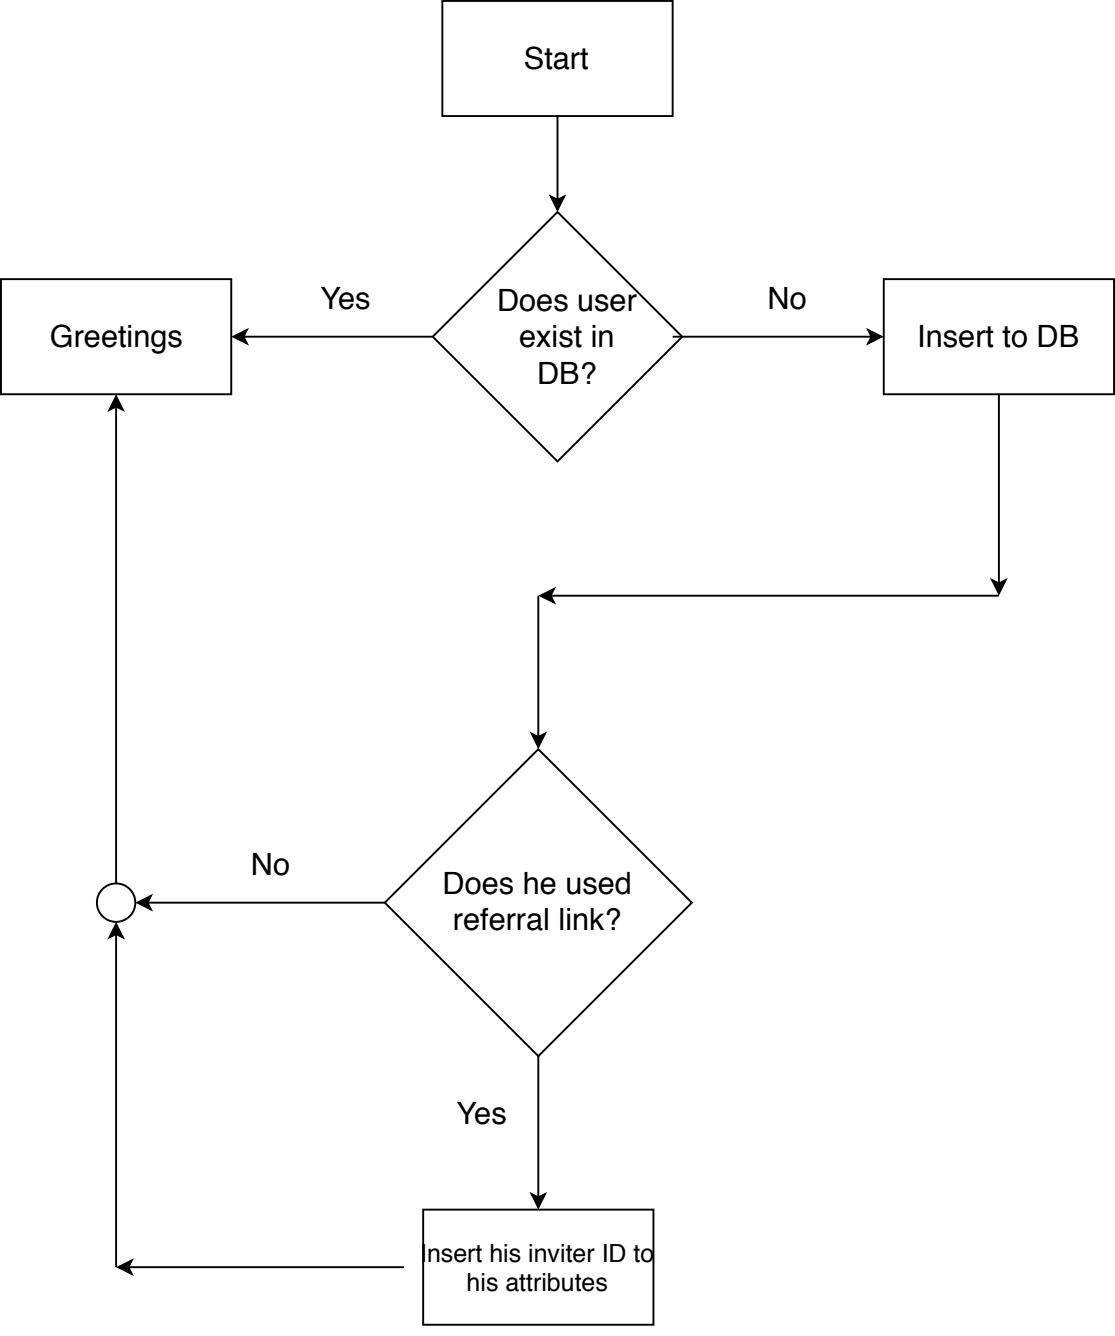 Start
Yes
Does user
exist in
DB?
No
Greetings
Insert to DB
No
Does he used
referral link?
Yes
Insert his inviter ID to
his attributes